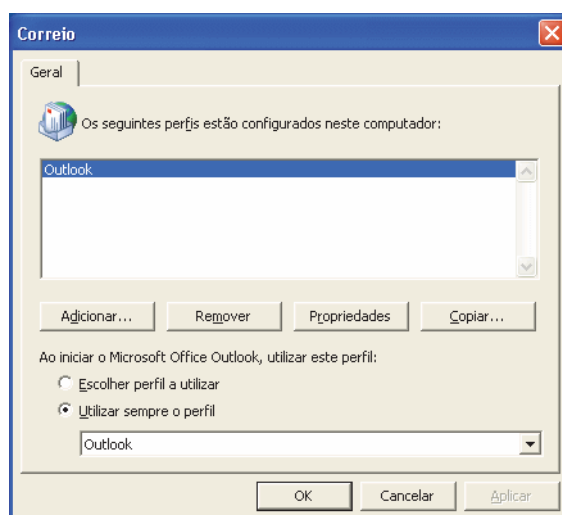 Correio
Geral
Os seguintes perfis estão configurados neste computador:
Outlook
Adicionar... Remover Propriedades Copiar...
Ao iniciar o Microsoft Office Outlook, utilizar este perfil:
Escolher perfil a utilizar
Utilizar sempre o perfil
Outlook
OK Cancelar Aplicar